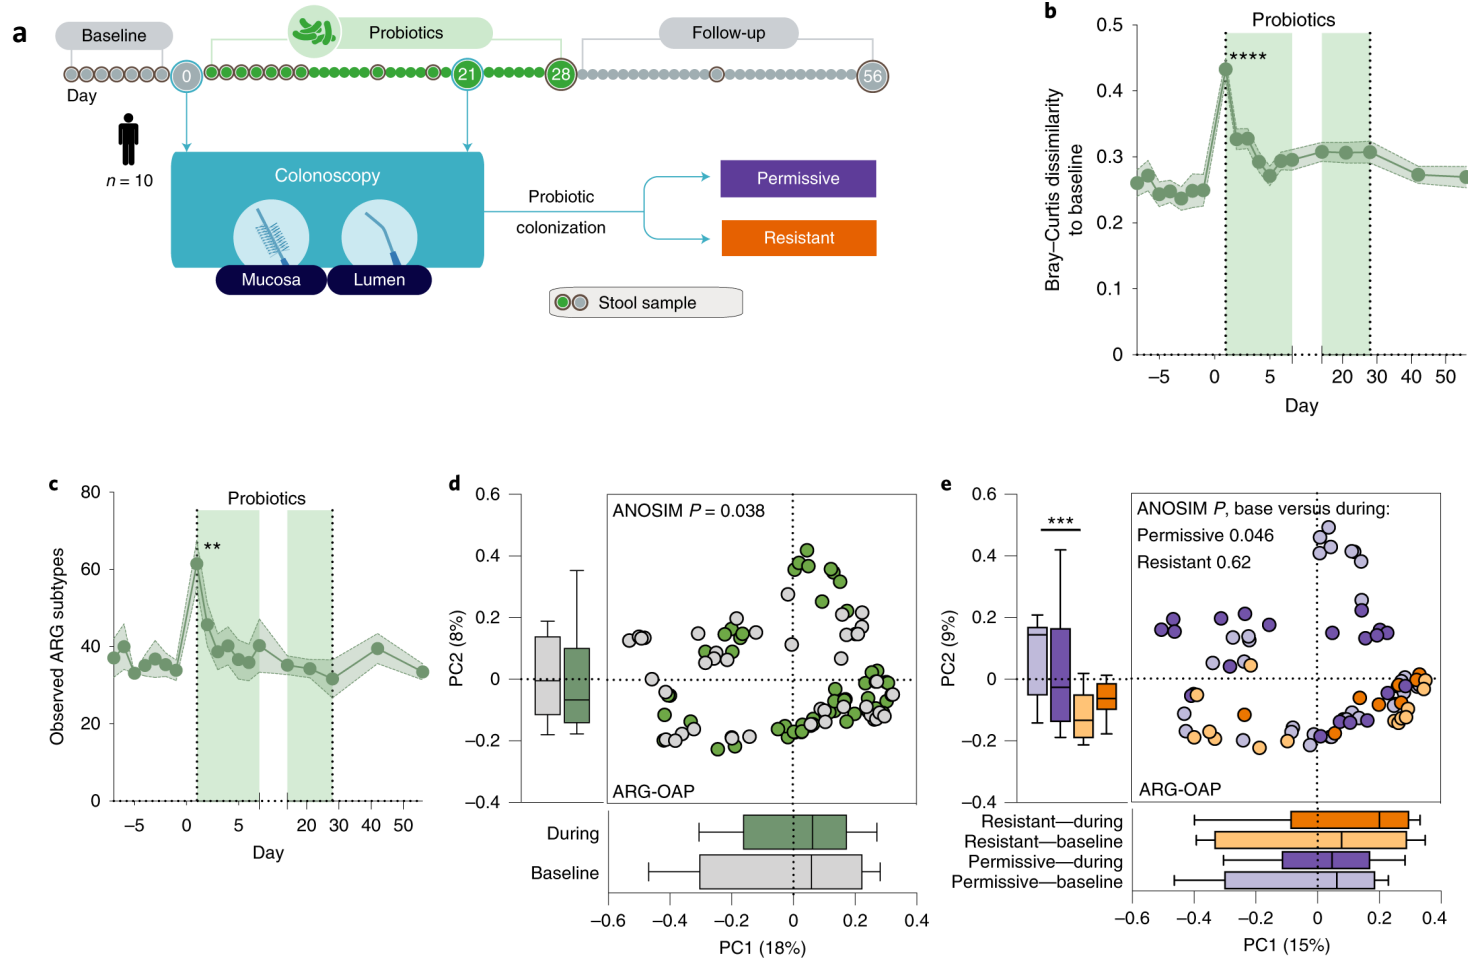 a
Baseline
Probiotics
Follow-up
0
21
28
56
Day
n = 10
Colonoscopy
Mucosa
Lumen
Probiotic
colonization
Permissive
Resistant
Stool sample
b
Probiotics
****
0.5
0.4
0.3
0.2
0.1
0
Bray–Curtis dissimilarity
to baseline
–5 0 5 20 30 40 50
Day
c
Probiotics
**
80
60
40
20
0
Observed ARG subtypes
–5 0 5 20 30 40 50
Day
d
0.6
0.4
0.2
0
–0.2
–0.4
PC2 (8%)
ANOSIM P = 0.038
ARG-OAP
During
Baseline
–0.6 –0.4 –0.2 0 0.2 0.4
PC1 (18%)
e
0.6
0.4
0.2
0
–0.2
–0.4
PC2 (9%)
***
ANOSIM P, base versus during:
Permissive 0.046
Resistant 0.62
ARG-OAP
Resistant—during
Resistant—baseline
Permissive—during
Permissive—baseline
–0.6 –0.4 –0.2 0 0.2 0.4
PC1 (15%)